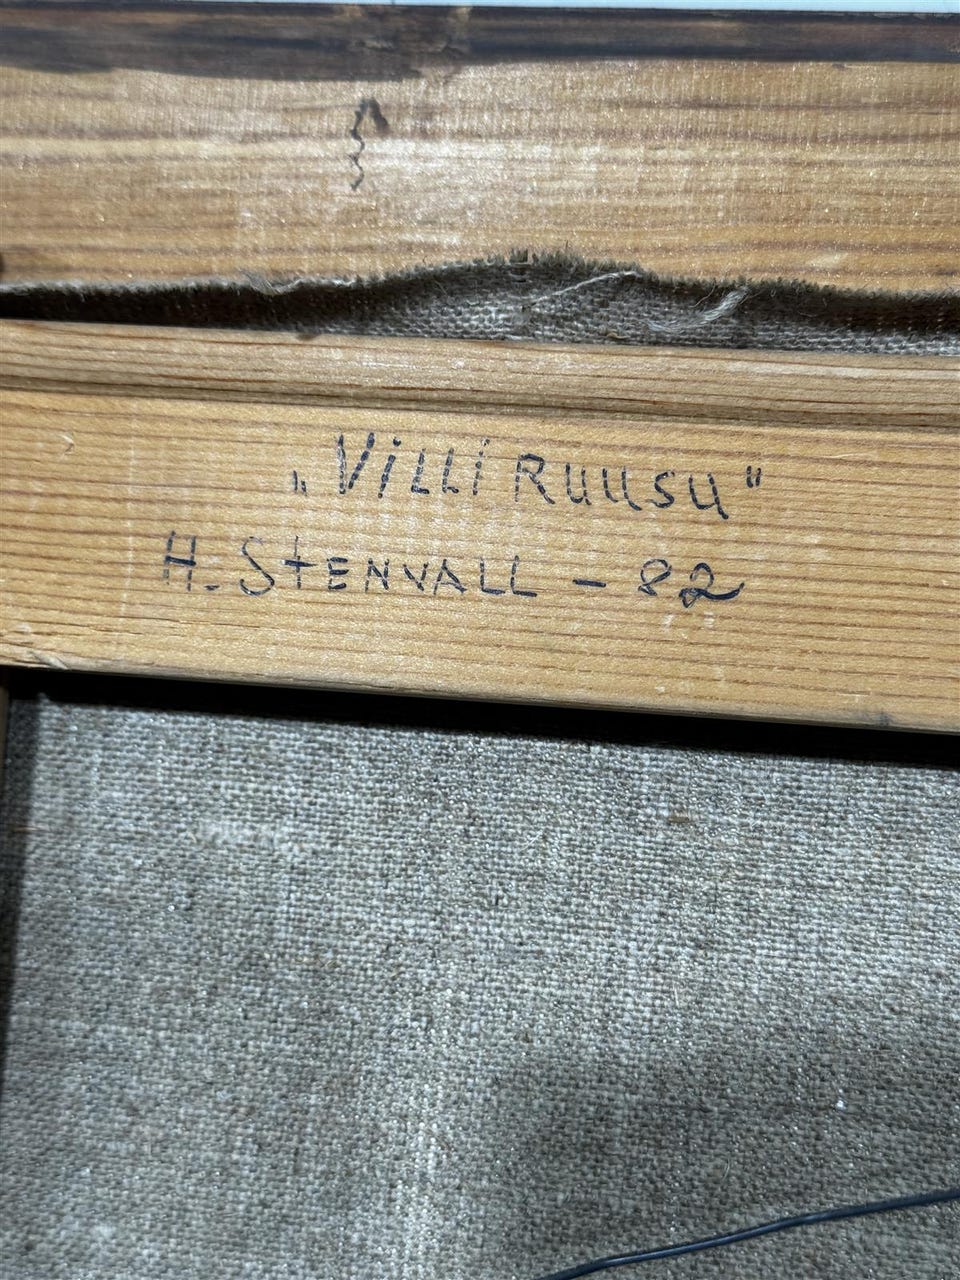 „Villi Ruusu"
H. Stenvall – 82